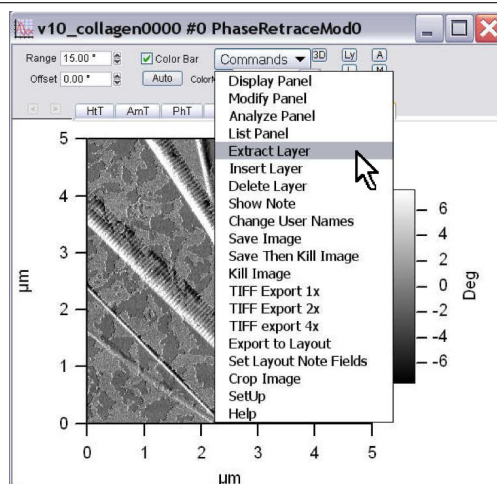 v10_collagen0000 #0 PhaseRetraceMod0
Range 15.00 ° Color Bar Commands 3D Ly A
Offset 0.00 ° Auto
HtT AmT PhT
Display Panel
Modify Panel
Analyze Panel
List Panel
Extract Layer
Insert Layer
Delete Layer
Show Note
Change User Names
Save Image
Save Then Kill Image
Kill Image
TIFF Export 1x
TIFF Export 2x
TIFF export 4x
Export to Layout
Set Layout Note Fields
Crop Image
SetUp
Help
5
4
3
2
1
0
µm
0 1 2 3 4 5
µm
6
4
2
0
-2
-4
-6
Deg